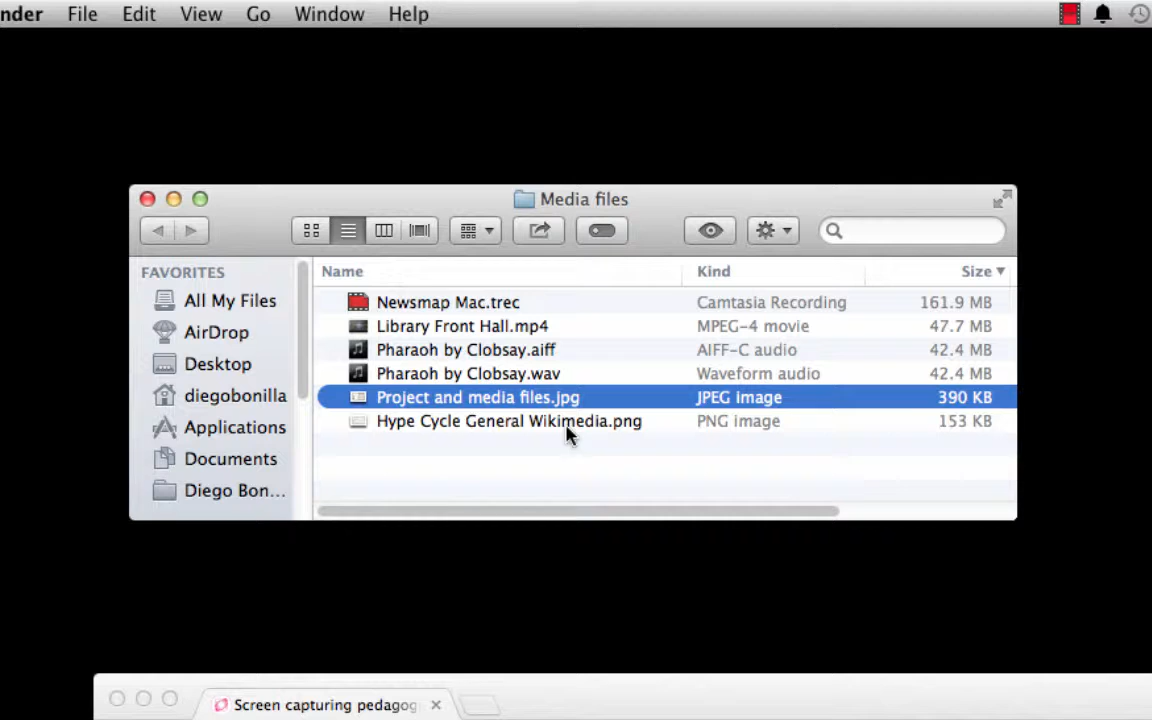 nder File Edit View Go Window Help
Media files
FAVORITES
All My Files
AirDrop
Desktop
diegobonilla
Applications
Documents
Diego Bon...
Name Kind Size
Newsmap Mac.trec Camtasia Recording 161.9 MB
Library Front Hall.mp4 MPEG-4 movie 47.7 MB
Pharaoh by Clobsay.aiff AIFF-C audio 42.4 MB
Pharaoh by Clobsay.wav Waveform audio 42.4 MB
Project and media files.jpg JPEG image 390 KB
Hype Cycle General Wikimedia.png PNG image 153 KB
Screen capturing pedagog